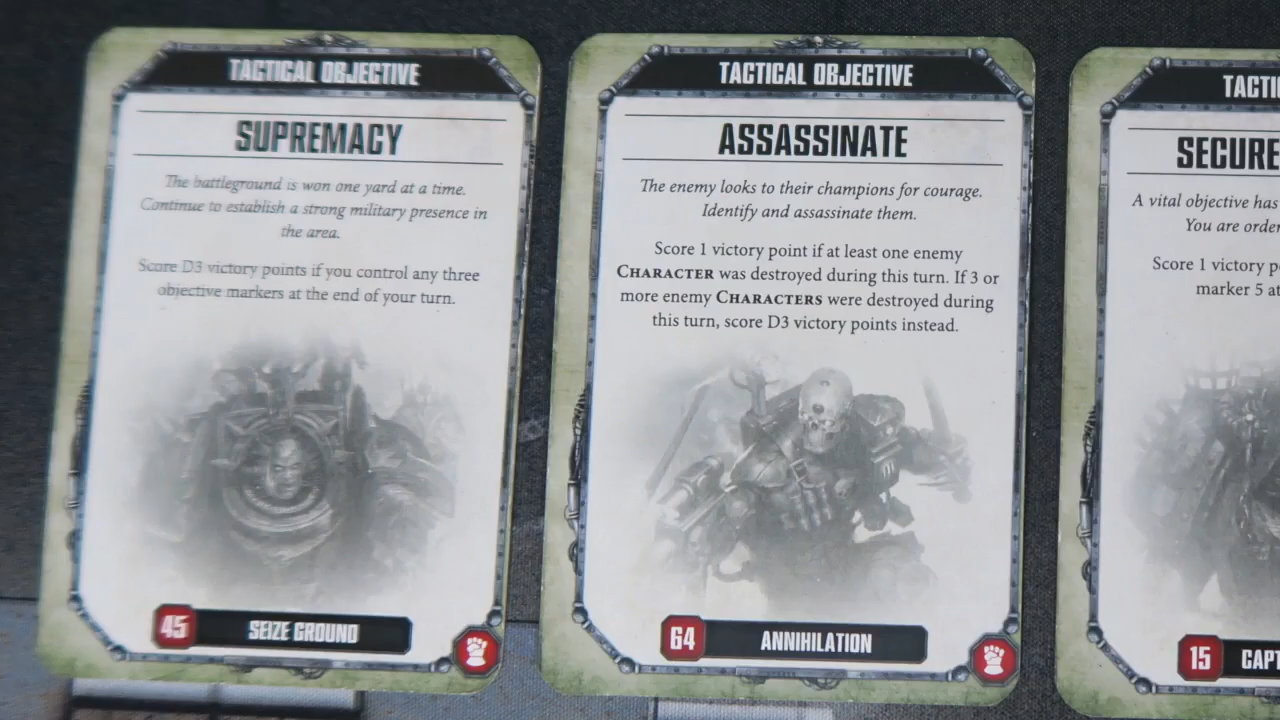 TACTICAL OBJECTIVE
SUPREMACY
The battleground is won one yard at a time.
Continue to establish a strong military presence in
the area.
Score D3 victory points if you control any three
objective markers at the end of your turn.
45
SEIZE GROUND
TACTICAL OBJECTIVE
ASSASSINATE
The enemy looks to their champions for courage.
Identify and assassinate them.
Score 1 victory point if at least one enemy
CHARACTER was destroyed during this turn. If 3 or
more enemy CHARACTERS were destroyed during
this turn, score D3 victory points instead.
64
ANNIHILATION
TACTI
SECURE
A vital objective has
You are order
Score 1 victory po
marker 5 at
15
CAPT